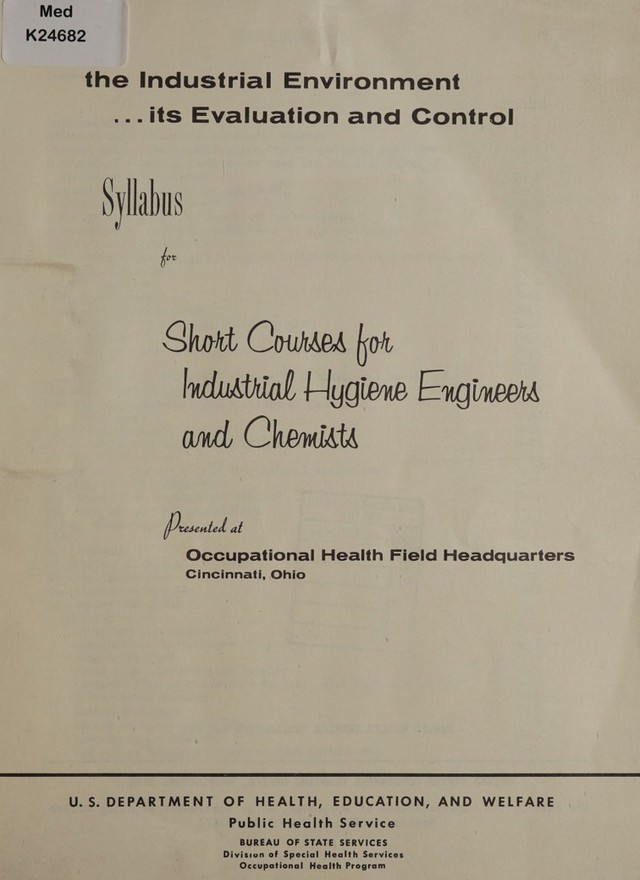 Med
K24682
the Industrial Environment
...its Evaluation and Control
Syllabus
for
Short Courses for
Industrial Hygiene Engineers
and Chemists
Presented at
Occupational Health Field Headquarters
Cincinnati, Ohio
U. S. DEPARTMENT OF HEALTH, EDUCATION, AND WELFARE
Public Health Service
BUREAU OF STATE SERVICES
Division of Special Health Services
Occupational Health Program